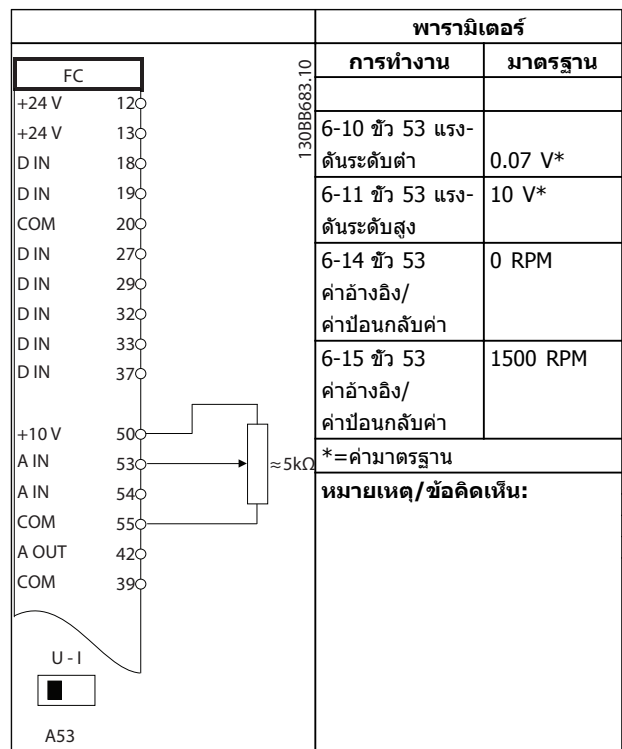 พารามิเตอร์
การทำงาน มาตรฐาน
FC
130BB683.10
+24 V 12
+24 V 13
D IN 18
D IN 19
COM 20
D IN 27
D IN 29
D IN 32
D IN 33
D IN 37
+10 V 50
A IN 53
A IN 54
COM 55
A OUT 42
COM 39
≈5kΩ
U - I
A53
6-10 ขั้ว 53 แรง-
ดันระดับต่ำ 0.07 V*
6-11 ขั้ว 53 แรง- 10 V*
ดันระดับสูง
6-14 ขั้ว 53 0 RPM
ค่าอ้างอิง/
ค่าป้อนกลับค่า
6-15 ขั้ว 53 1500 RPM
ค่าอ้างอิง/
ค่าป้อนกลับค่า
*=ค่ามาตรฐาน
หมายเหตุ/ข้อคิดเห็น: